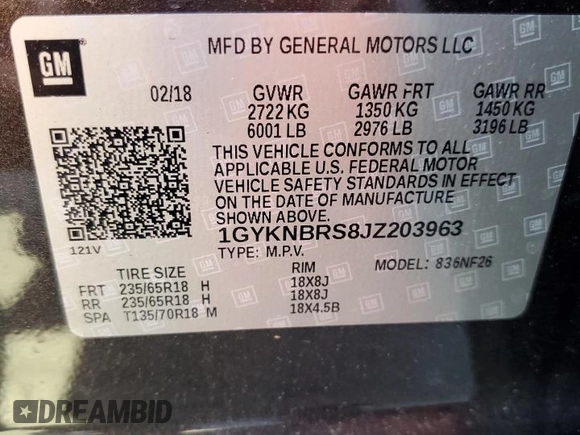 GM
MFD BY GENERAL MOTORS LLC
02/18 GVWR GAWR FRT GAWR RR
2722 KG 1350 KG 1450 KG
6001 LB 2976 LB 3196 LB
THIS VEHICLE CONFORMS TO ALL
APPLICABLE U.S. FEDERAL MOTOR
VEHICLE SAFETY STANDARDS IN EFFECT
ON THE DATE OF MANUFACTURE
SHOWN ABOVE.
1GYKNBRS8JZ203963
121V TYPE: M.P.V. MODEL: 836NF26
TIRE SIZE RIM
FRT 235/65R18 H 18X8J
RR 235/65R18 H 18X8J
SPA T135/70R18 M 18X4.5B
DREAMBID